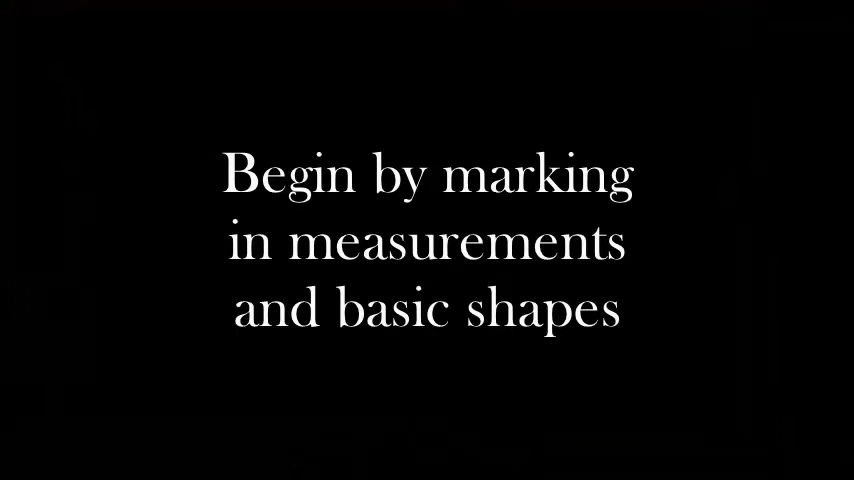 Begin by marking
in measurements
and basic shapes